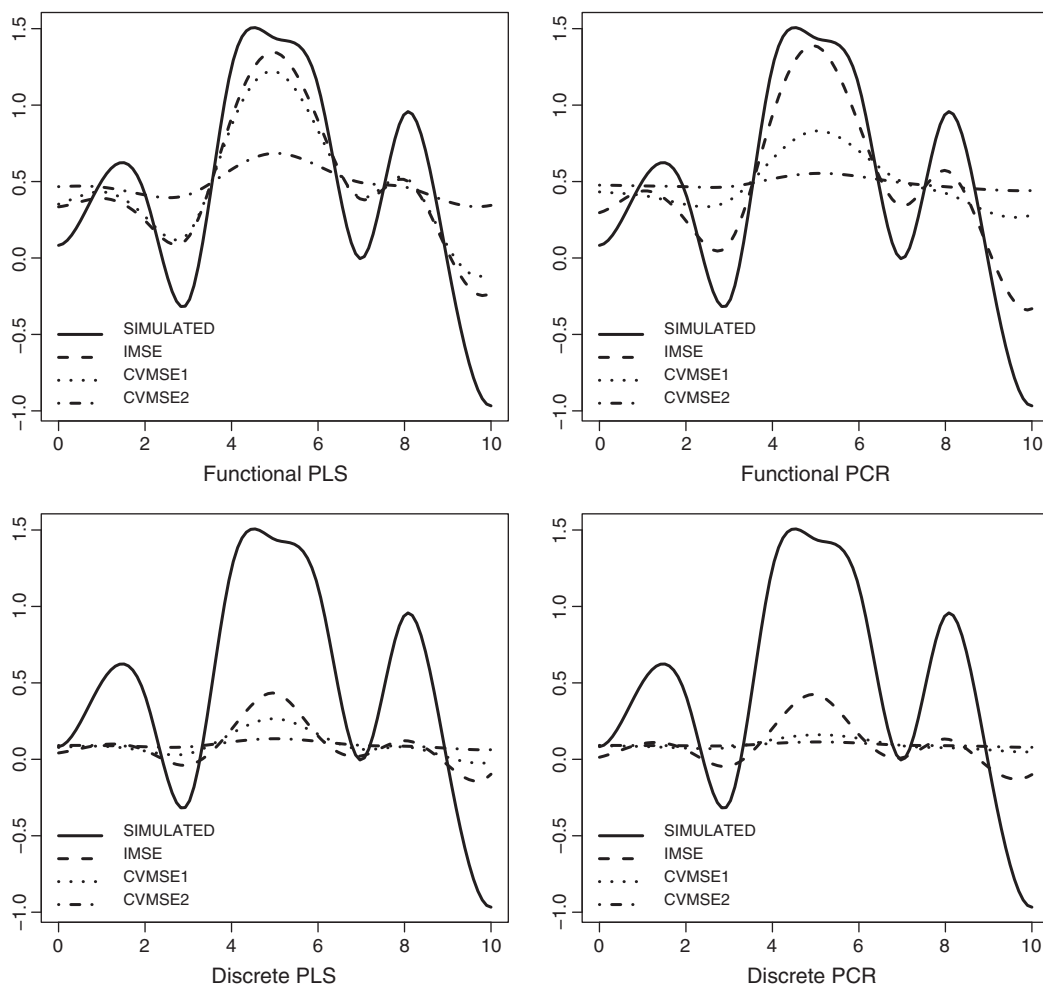 1.5
1.0
0.5
0.0
−0.5
−1.0
SIMULATED
IMSE
CVMSE1
CVMSE2
0 2 4 6 8 10
Functional PLS
1.5
1.0
0.5
0.0
−0.5
−1.0
SIMULATED
IMSE
CVMSE1
CVMSE2
0 2 4 6 8 10
Functional PCR
1.5
1.0
0.5
0.0
−0.5
−1.0
SIMULATED
IMSE
CVMSE1
CVMSE2
0 2 4 6 8 10
Discrete PLS
1.5
1.0
0.5
0.0
−0.5
−1.0
SIMULATED
IMSE
CVMSE1
CVMSE2
0 2 4 6 8 10
Discrete PCR